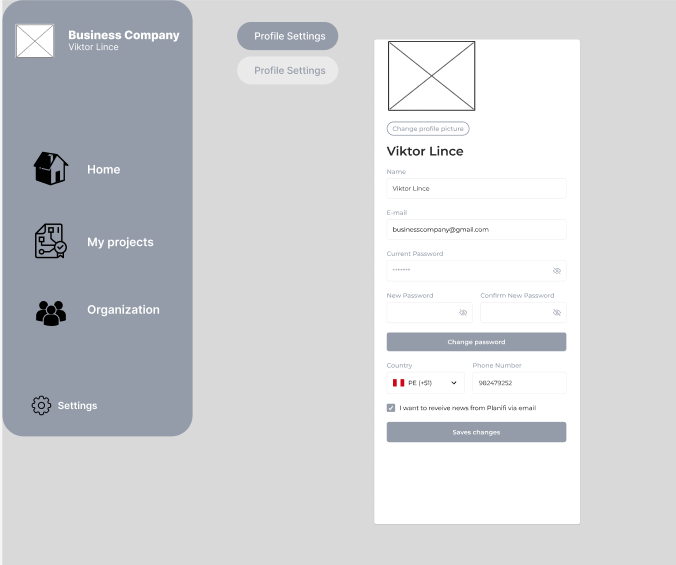 Business Company
Viktor Lince
Home
My projects
Organization
Settings
Profile Settings
Profile Settings
Change profile picture
Viktor Lince
Name
Viktor Lince
E-mail
businesscompany@gmail.com
Current Password
*******
New Password Confirm New Password
Change password
Country Phone Number
PE (+51) 982479252
I want to reveive news from Planifi via email
Saves changes